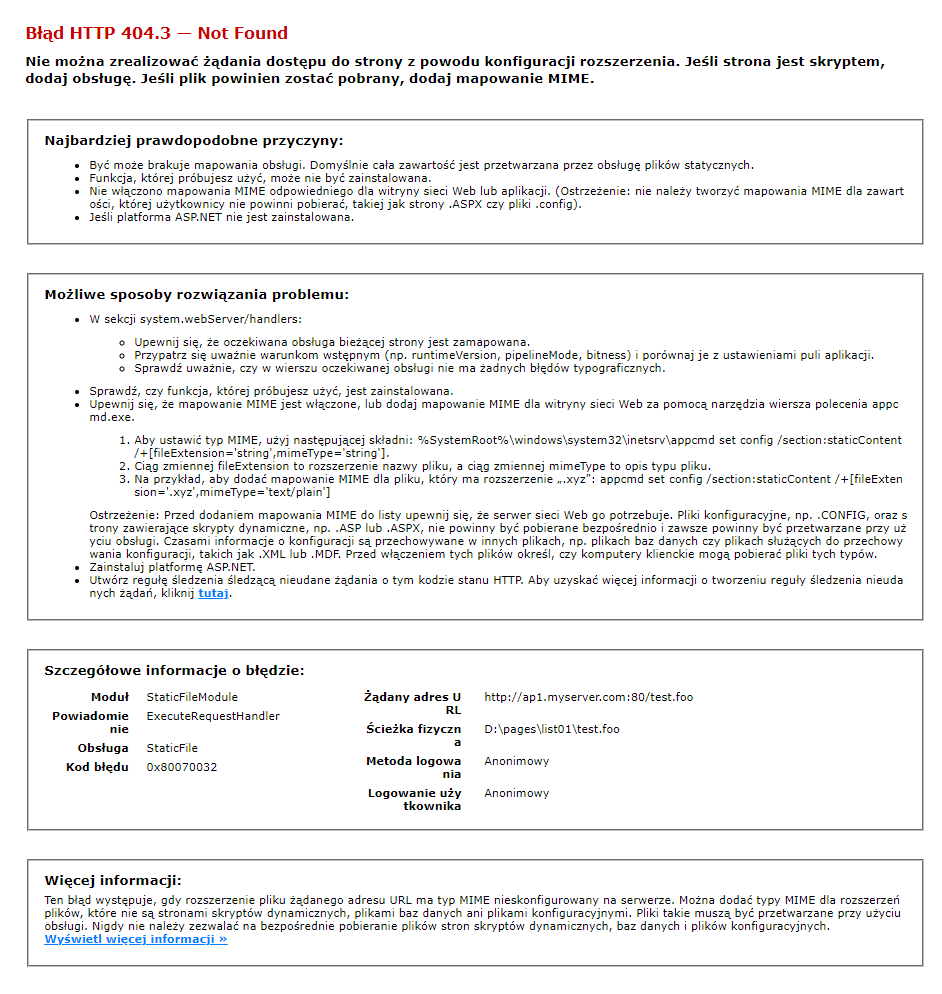 Błąd HTTP 404.3 — Not Found
Nie można zrealizować żądania dostępu do strony z powodu konfiguracji rozszerzenia. Jeśli strona jest skryptem,
dodaj obsługę. Jeśli plik powinien zostać pobrany, dodaj mapowanie MIME.
Najbardziej prawdopodobne przyczyny:
• Być może brakuje mapowania obsługi. Domyślnie cała zawartość jest przetwarzana przez obsługę plików statycznych.
• Funkcja, której próbujesz użyć, może nie być zainstalowana.
• Nie włączono mapowania MIME odpowiedniego dla witryny sieci Web lub aplikacji. (Ostrzeżenie: nie należy tworzyć mapowania MIME dla zawart
ości, której użytkownicy nie powinni pobierać, takiej jak strony .ASPX czy pliki .config).
• Jeśli platforma ASP.NET nie jest zainstalowana.
Możliwe sposoby rozwiązania problemu:
• W sekcji system.webServer/handlers:
◦ Upewnij się, że oczekiwana obsługa bieżącej strony jest zamapowana.
◦ Przypatrz się uważnie warunkom wstępnym (np. runtimeVersion, pipelineMode, bitness) i porównaj je z ustawieniami puli aplikacji.
◦ Sprawdź uważnie, czy w wierszu oczekiwanej obsługi nie ma żadnych błędów typograficznych.
• Sprawdź, czy funkcja, której próbujesz użyć, jest zainstalowana.
• Upewnij się, że mapowanie MIME jest włączone, lub dodaj mapowanie MIME dla witryny sieci Web za pomocą narzędzia wiersza polecenia appc
md.exe.
1. Aby ustawić typ MIME, użyj następującej składni: %SystemRoot%\windows\system32\inetsrv\appcmd set config /section:staticContent
/+[fileExtension='string',mimeType='string'].
2. Ciąg zmiennej fileExtension to rozszerzenie nazwy pliku, a ciąg zmiennej mimeType to opis typu pliku.
3. Na przykład, aby dodać mapowanie MIME dla pliku, który ma rozszerzenie „.xyz”: appcmd set config /section:staticContent /+[fileExten
sion='.xyz',mimeType='text/plain']
Ostrzeżenie: Przed dodaniem mapowania MIME do listy upewnij się, że serwer sieci Web go potrzebuje. Pliki konfiguracyjne, np. .CONFIG, oraz s
trony zawierające skrypty dynamiczne, np. .ASP lub .ASPX, nie powinny być pobierane bezpośrednio i zawsze powinny być przetwarzane przy uż
yciu obsługi. Czasami informacje o konfiguracji są przechowywane w innych plikach, np. plikach baz danych czy plikach służących do przechowy
wania konfiguracji, takich jak .XML lub .MDF. Przed włączeniem tych plików określ, czy komputery klienckie mogą pobierać pliki tych typów.
• Zainstaluj platformę ASP.NET.
• Utwórz regułę śledzenia śledzącą nieudane żądania o tym kodzie stanu HTTP. Aby uzyskać więcej informacji o tworzeniu reguły śledzenia nieuda
nych żądań, kliknij tutaj.
Szczegółowe informacje o błędzie:
Moduł StaticFileModule
Powiadomie ExecuteRequestHandler
nie
Obsługa StaticFile
Kod błędu 0x80070032
Żądany adres U http://ap1.myserver.com:80/test.foo
RL
Ścieżka fizyczn D:\pages\list01\test.foo
a
Metoda logowa Anonimowy
nia
Logowanie uży Anonimowy
tkownika
Więcej informacji:
Ten błąd występuje, gdy rozszerzenie pliku żądanego adresu URL ma typ MIME nieskonfigurowany na serwerze. Można dodać typy MIME dla rozszerzeń
plików, które nie są stronami skryptów dynamicznych, plikami baz danych ani plikami konfiguracyjnymi. Pliki takie muszą być przetwarzane przy użyciu
obsługi. Nigdy nie należy zezwalać na bezpośrednie pobieranie plików stron skryptów dynamicznych, baz danych i plików konfiguracyjnych.
Wyświetl więcej informacji »